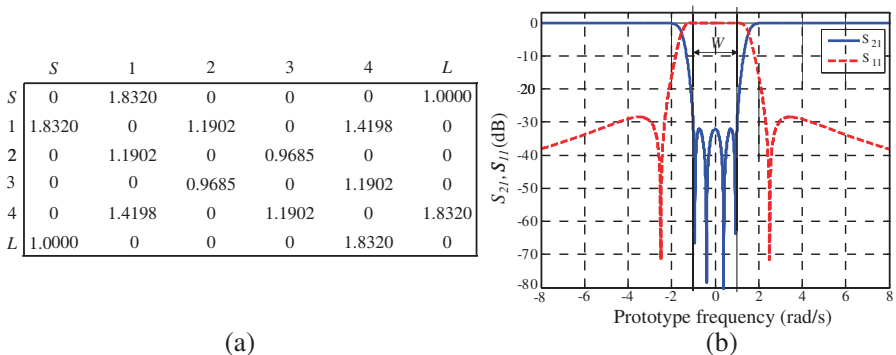 S 1 2 3 4 L
S 0 1.8320 0 0 0 1.0000
1 1.8320 0 1.1902 0 1.4198 0
2 0 1.1902 0 0.9685 0 0
3 0 0 0.9685 0 1.1902 0
4 0 1.4198 0 1.1902 0 1.8320
L 1.0000 0 0 0 1.8320 0
(a)
S21, S11 (dB)
0
-10
-20
-30
-40
-50
-60
-70
-80
W
S21
S11
-8 -6 -4 -2 0 2 4 6 8
Prototype frequency (rad/s)
(b)